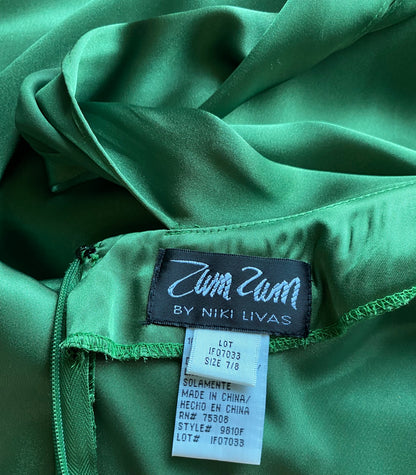 Zum Zum
BY NIKI LIVAS
LOT
IF07033
SIZE 7/8
SOLAMENTE
MADE IN CHINA/
HECHO EN CHINA
RN# 75308
STYLE# 9810F
LOT# IF07033